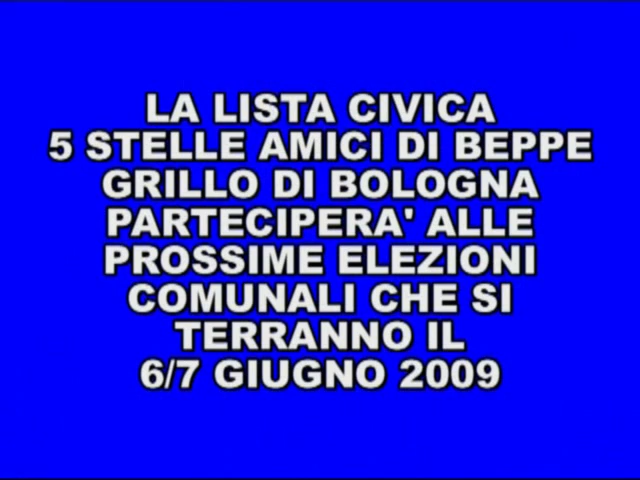 LA LISTA CIVICA
5 STELLE AMICI DI BEPPE
GRILLO DI BOLOGNA
PARTECIPERA' ALLE
PROSSIME ELEZIONI
COMUNALI CHE SI
TERRANNO IL
6/7 GIUGNO 2009